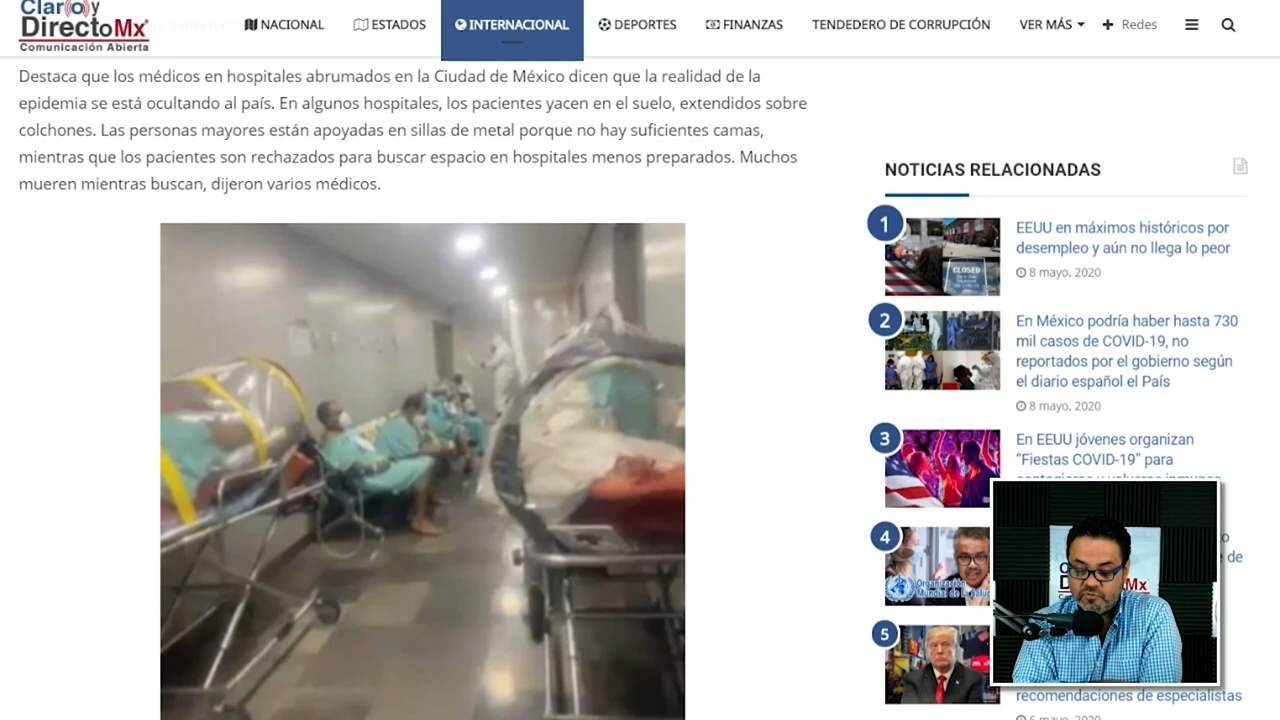 Claro y
DirectoMx
Comunicación Abierta
NACIONAL
ESTADOS
INTERNACIONAL
DEPORTES
FINANZAS
TENDEDERO DE CORRUPCIÓN
VER MÁS
+ Redes
Destaca que los médicos en hospitales abrumados en la Ciudad de México dicen que la realidad de la
epidemia se está ocultando al país. En algunos hospitales, los pacientes yacen en el suelo, extendidos sobre
colchones. Las personas mayores están apoyadas en sillas de metal porque no hay suficientes camas,
mientras que los pacientes son rechazados para buscar espacio en hospitales menos preparados. Muchos
mueren mientras buscan, dijeron varios médicos.
NOTICIAS RELACIONADAS
1
CLOSED
EEUU en máximos históricos por
desempleo y aún no llega lo peor
8 mayo, 2020
2
En México podría haber hasta 730
mil casos de COVID-19, no
reportados por el gobierno según
el diario español el País
8 mayo, 2020
3
En EEUU jóvenes organizan
“Fiestas COVID-19” para
4
Organización
Mundial de la Salud
de
5
recomendaciones de especialistas
6 mayo, 2020
Mx